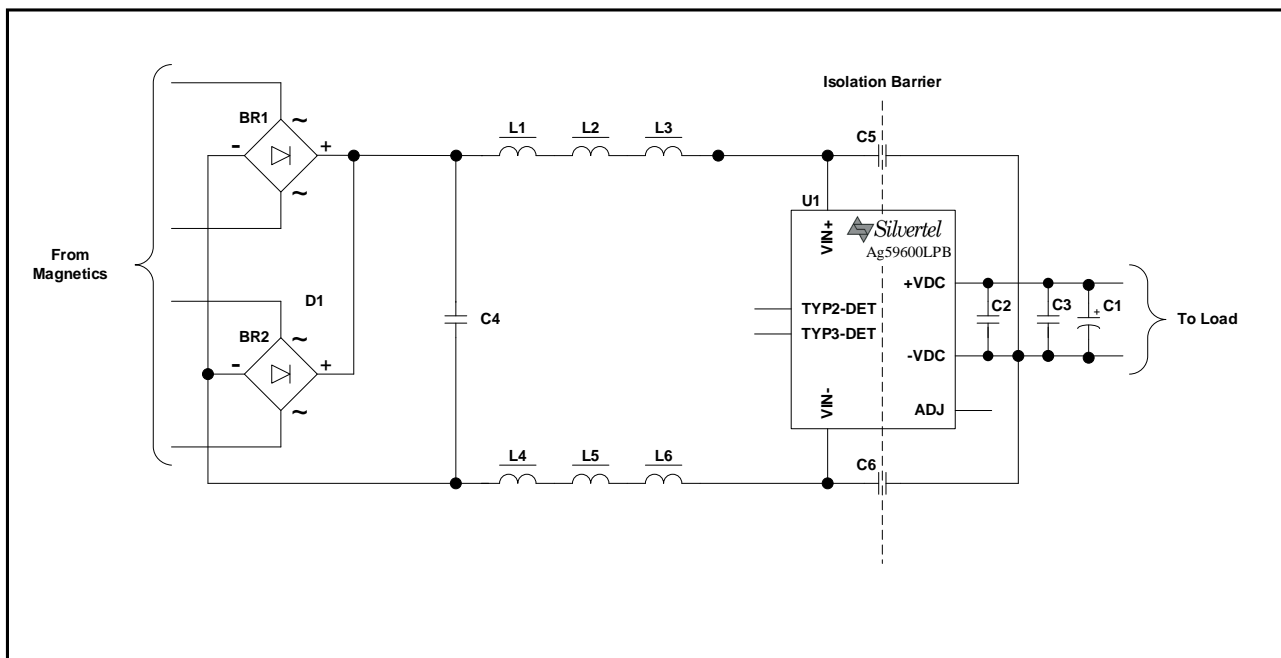 Isolation Barrier
BR1
~
-
+
~
L1
L2
L3
C5
U1
VIN+
Silvertel
Ag59600LPB
From
Magnetics
D1
C4
TYP2-DET
TYP3-DET
+VDC
C2
C3
+
C1
To Load
-VDC
BR2
~
-
+
~
VIN-
ADJ
L4
L5
L6
C6